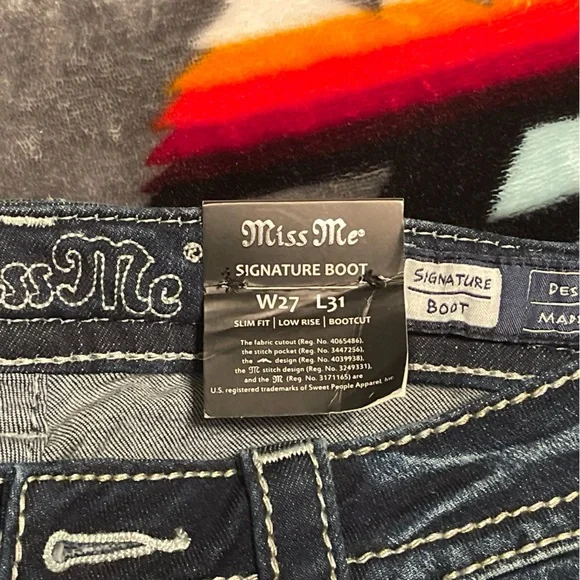 Miss Me®
SIGNATURE BOOT
W27 L31
SLIM FIT | LOW RISE | BOOTCUT
The fabric cutout (Reg. No. 4065486),
the stitch pocket (Reg. No. 3447256),
the design (Reg. No. 4039938),
the M stitch design (Reg. No. 3249331),
and the M (Reg. No. 3171165) are
U.S. registered trademarks of Sweet People Apparel
ss Me ®
SIGNATURE
BOOT
DES
MAD